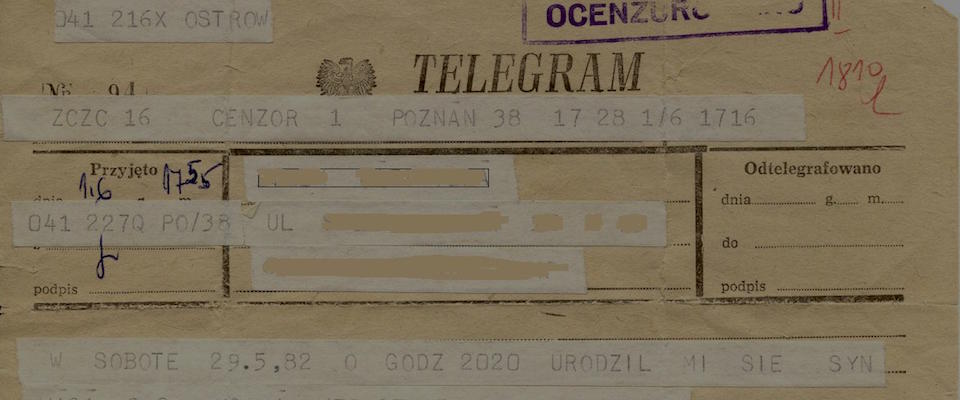 041 216X OSTROW
TELEGRAM
Nr 94
1810
ZCZC 16 CENZOR 1 POZNAN 38 17 28 1/6 1716
Przyjęto
1.6 1755
Odtelegrafowano
dnia g. m.
041 227Q PO/38 UL
do
podpis
podpis
W SOBOTE 29.5,82 O GODZ 2020 URODZIL MI SIE SYN